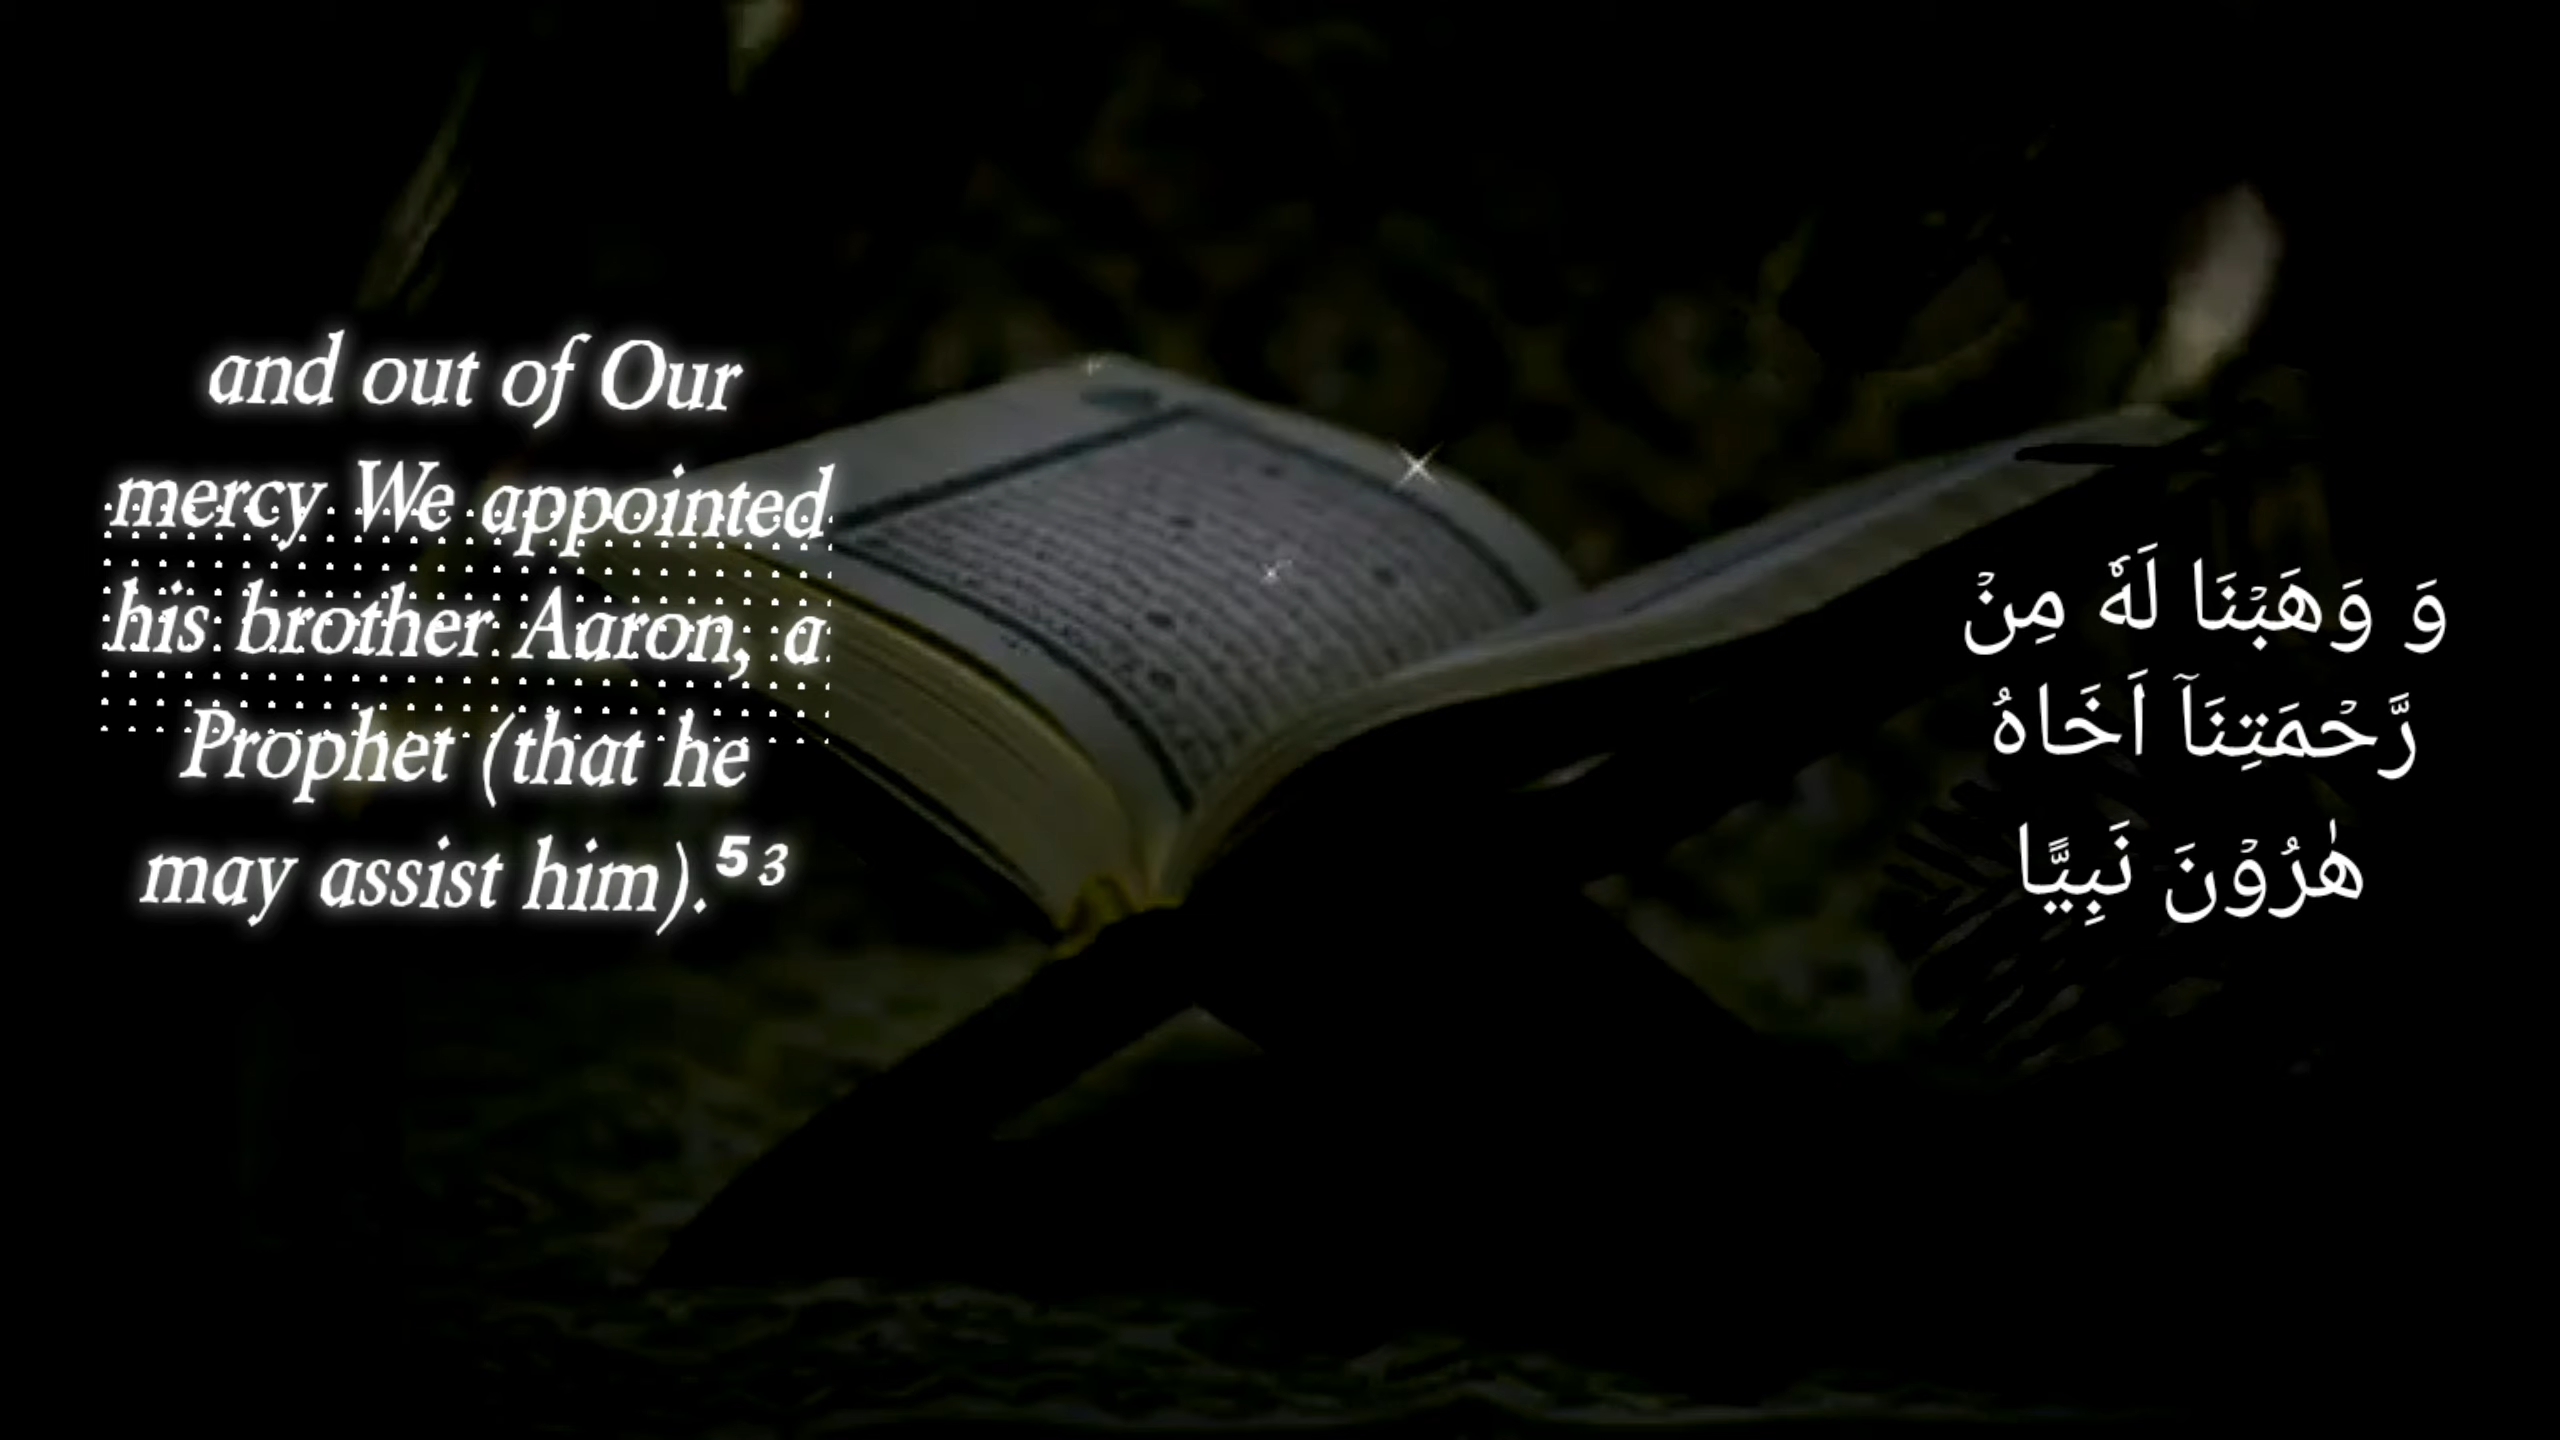 and out of Our
mercy We appointed
his brother Aaron, a
Prophet (that he
may assist him).⁵³
وَ وَهَبۡنَا لَهٗ مِنۡ
رَّحۡمَتِنَاۤ اَخَاهُ
هٰرُوۡنَ نَبِيًّا